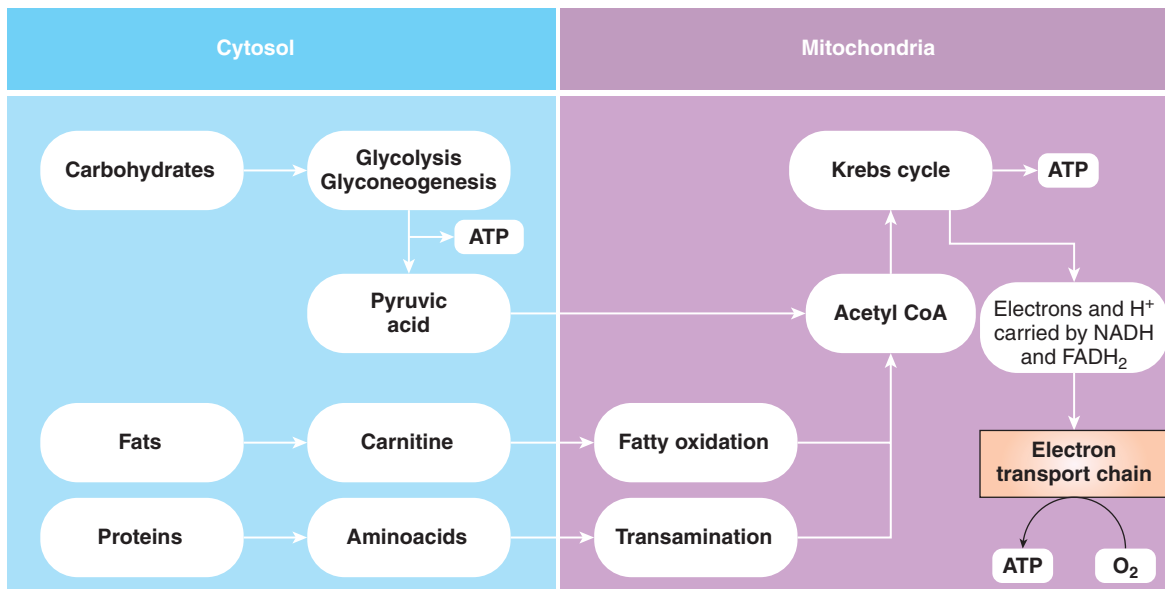 Cytosol
Mitochondria
Carbohydrates
Glycolysis
Glyconeogenesis
Krebs cycle
ATP
ATP
Pyruvic
acid
Acetyl CoA
Electrons and H⁺
carried by NADH
and FADH₂
Fats
Carnitine
Fatty oxidation
Electron
transport chain
Proteins
Aminoacids
Transamination
ATP
O₂